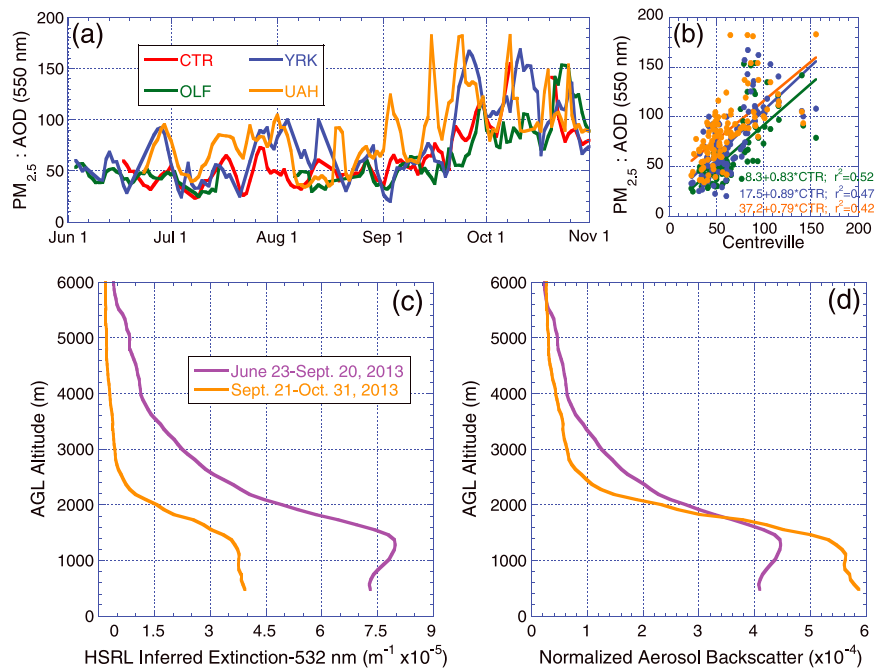 (a)
PM2.5 : AOD (550 nm)
200
150
100
50
0
CTR
YRK
OLF
UAH
Jun 1
Jul 1
Aug 1
Sep 1
Oct 1
Nov 1
(b)
PM2.5 : AOD (550 nm)
200
150
100
50
0
-8.3+0.83*CTR; r²=0.52
17.5+0.89*CTR; r²=0.47
37.2+0.79*CTR; r²=0.42
0
50
100
150
200
Centreville
(c)
AGL Altitude (m)
6000
5000
4000
3000
2000
1000
0
June 23-Sept. 20, 2013
Sept. 21-Oct. 31, 2013
0
1.5
3
4.5
6
7.5
9
HSRL Inferred Extinction-532 nm (m⁻¹ x10⁻⁵)
(d)
AGL Altitude (m)
6000
5000
4000
3000
2000
1000
0
0
1
2
3
4
5
6
Normalized Aerosol Backscatter (x10⁻⁴)